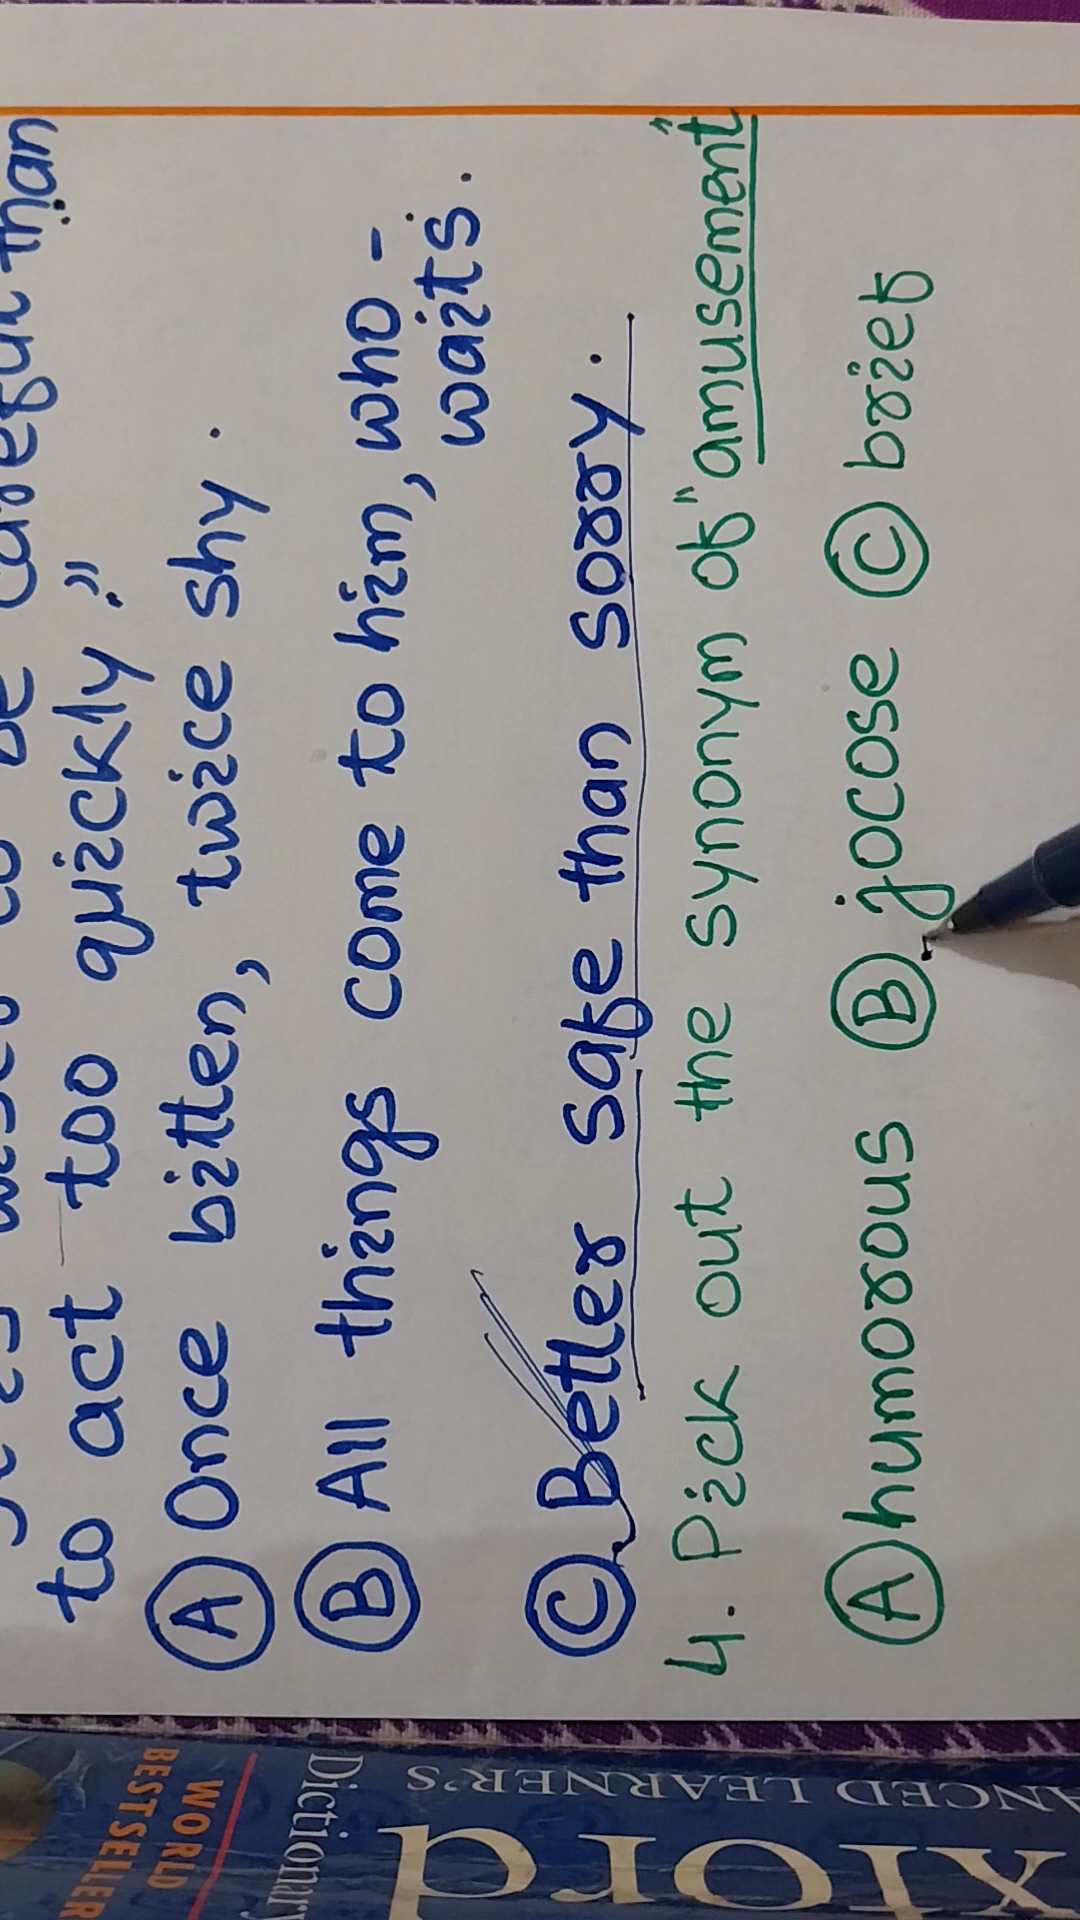 to act too quickly."
(A) Once bitten, twice shy.
(B) All things come to him, who-
waits.
(C) Better safe than sorry.
4. Pick out the synonym of "amusement"
(A) humorous (B) jocose (C) brief
WORLD
BESTSELLER
Dictionary
LEARNER'S